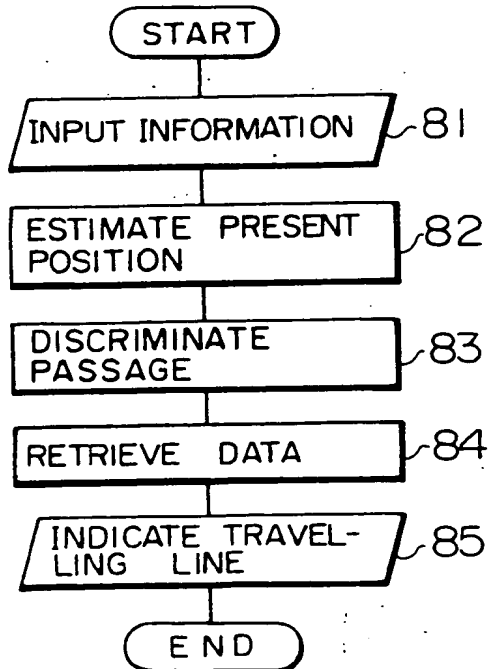 START
INPUT INFORMATION
81
ESTIMATE PRESENT
POSITION
82
DISCRIMINATE
PASSAGE
83
RETRIEVE DATA
84
INDICATE TRAVEL-
LING LINE
85
END